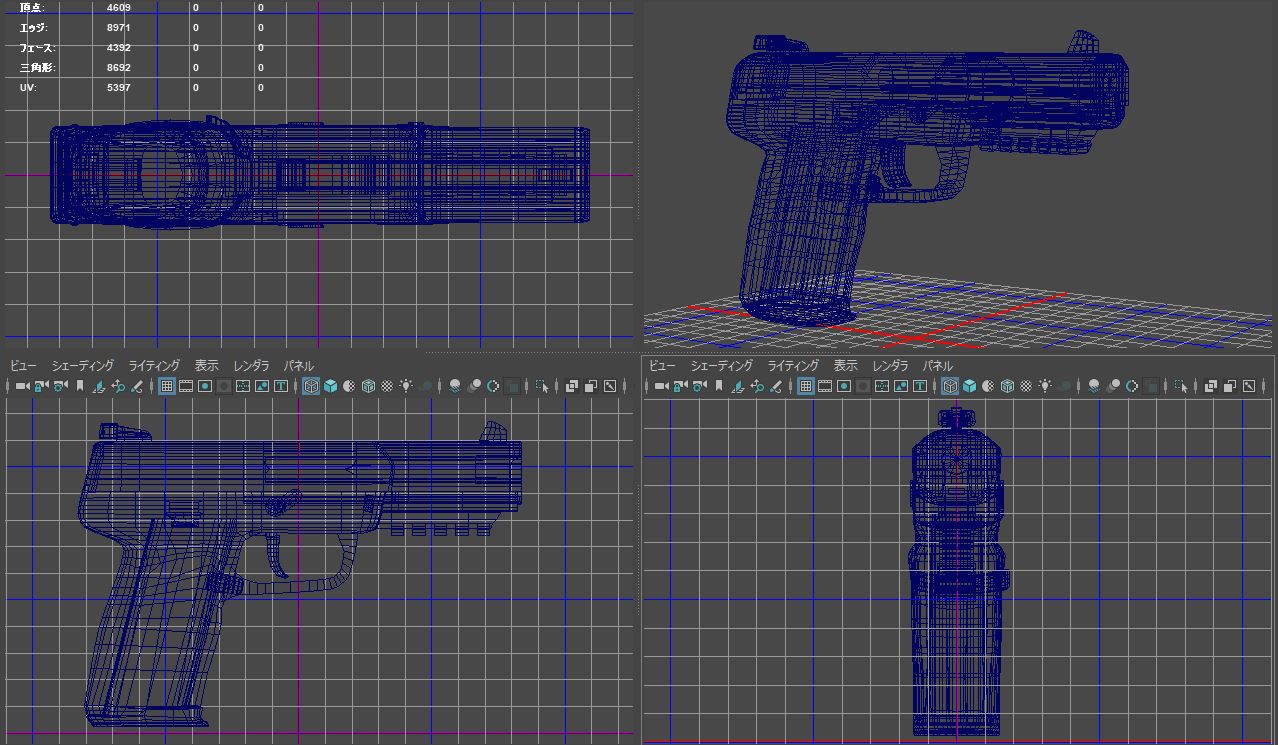 頂点: 4609 0 0
エッジ: 8971 0 0
フェース: 4392 0 0
三角形: 8692 0 0
UV: 5397 0 0
ビュー シェーディング ライティング 表示 レンダラ パネル
ビュー シェーディング ライティング 表示 レンダラ パネル